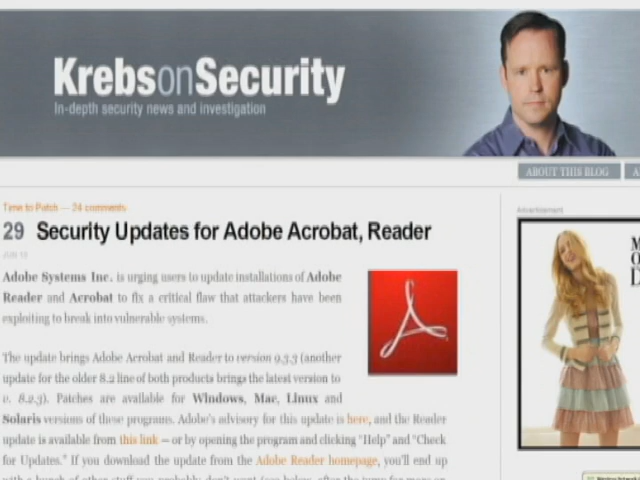 KrebsonSecurity
In-depth security news and investigation
ABOUT THIS BLOG
A
Time to Patch — 24 comments
29 Security Updates for Adobe Acrobat, Reader
Advertisement
Adobe Systems Inc. is urging users to update installations of Adobe
Reader and Acrobat to fix a critical flaw that attackers have been
exploiting to break into vulnerable systems.
The update brings Adobe Acrobat and Reader to version 9.3.3 (another
update for the older 8.2 line of both products brings the latest version to
v. 8.2.3). Patches are available for Windows, Mac, Linux and
Solaris versions of these programs. Adobe's advisory for this update is here, and the Reader
update is available from this link — or by opening the program and clicking "Help" and "Check
for Updates." If you download the update from the Adobe Reader homepage, you'll end up
M
O
D